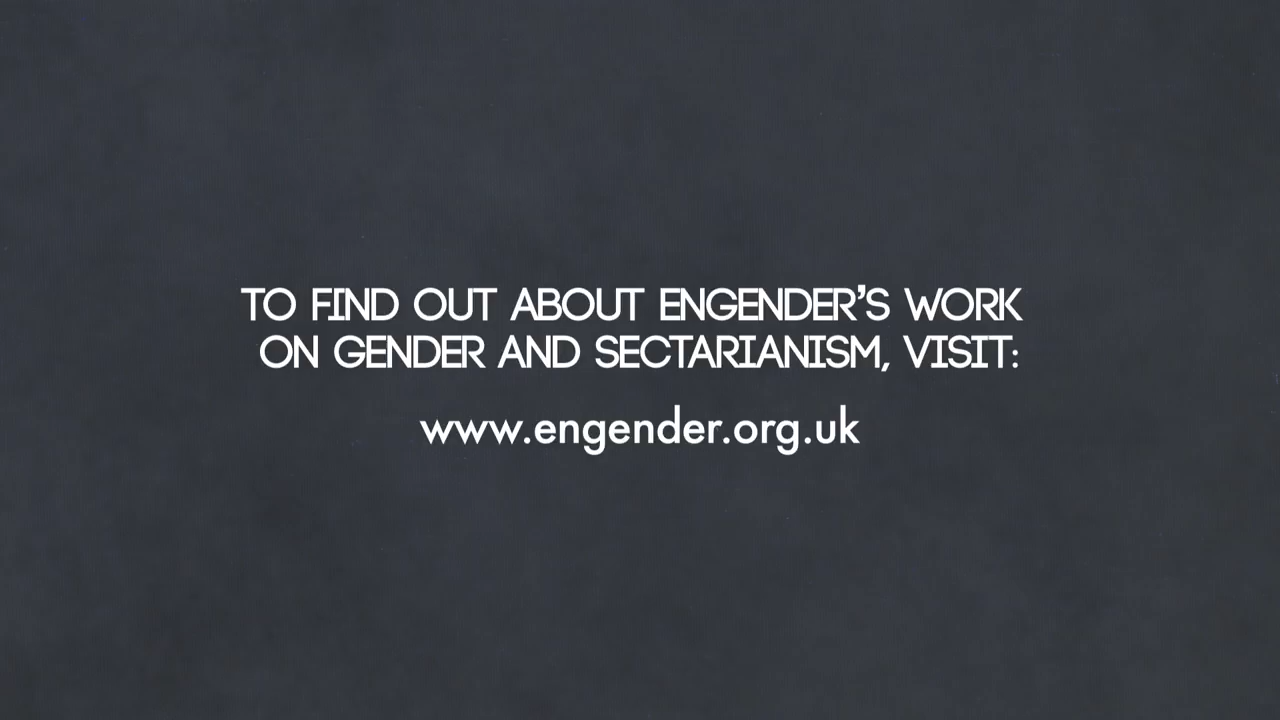 TO FIND OUT ABOUT ENGENDER’S WORK
ON GENDER AND SECTARIANISM, VISIT:
www.engender.org.uk